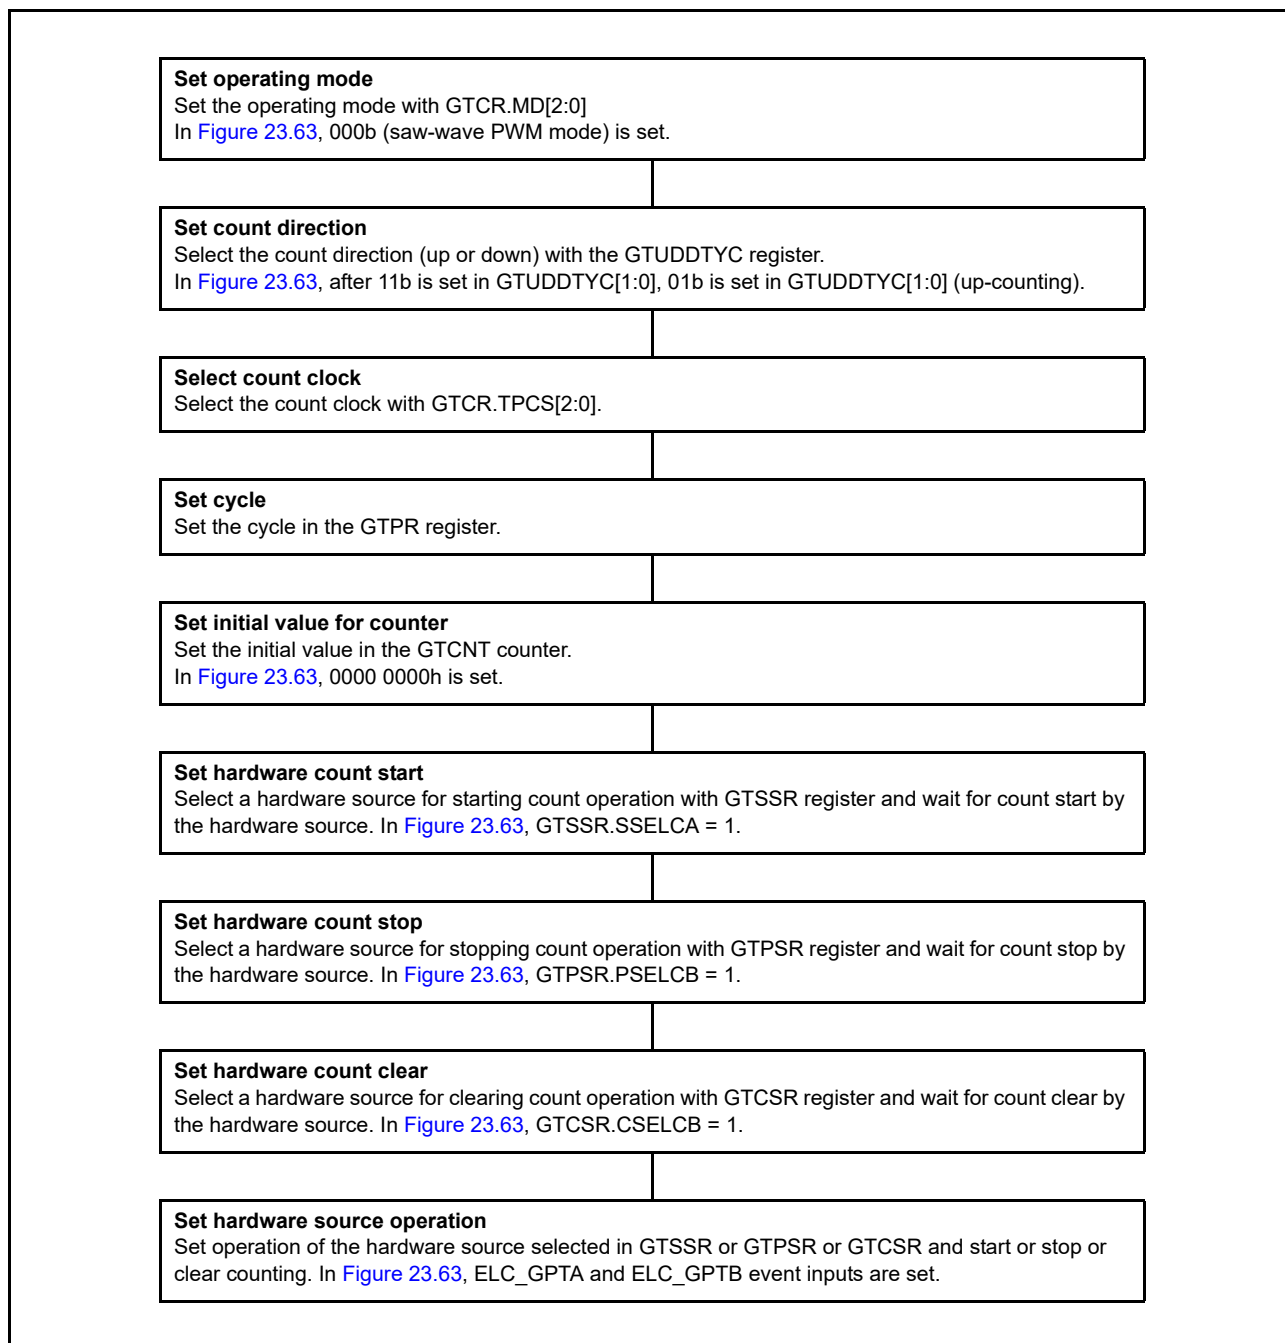 Set operating mode
Set the operating mode with GTCR.MD[2:0]
In Figure 23.63, 000b (saw-wave PWM mode) is set.
Set count direction
Select the count direction (up or down) with the GTUDDTYC register.
In Figure 23.63, after 11b is set in GTUDDTYC[1:0], 01b is set in GTUDDTYC[1:0] (up-counting).
Select count clock
Select the count clock with GTCR.TPCS[2:0].
Set cycle
Set the cycle in the GTPR register.
Set initial value for counter
Set the initial value in the GTCNT counter.
In Figure 23.63, 0000 0000h is set.
Set hardware count start
Select a hardware source for starting count operation with GTSSR register and wait for count start by
the hardware source. In Figure 23.63, GTSSR.SSELCA = 1.
Set hardware count stop
Select a hardware source for stopping count operation with GTPSR register and wait for count stop by
the hardware source. In Figure 23.63, GTPSR.PSELCB = 1.
Set hardware count clear
Select a hardware source for clearing count operation with GTCSR register and wait for count clear by
the hardware source. In Figure 23.63, GTCSR.CSELCB = 1.
Set hardware source operation
Set operation of the hardware source selected in GTSSR or GTPSR or GTCSR and start or stop or
clear counting. In Figure 23.63, ELC_GPTA and ELC_GPTB event inputs are set.